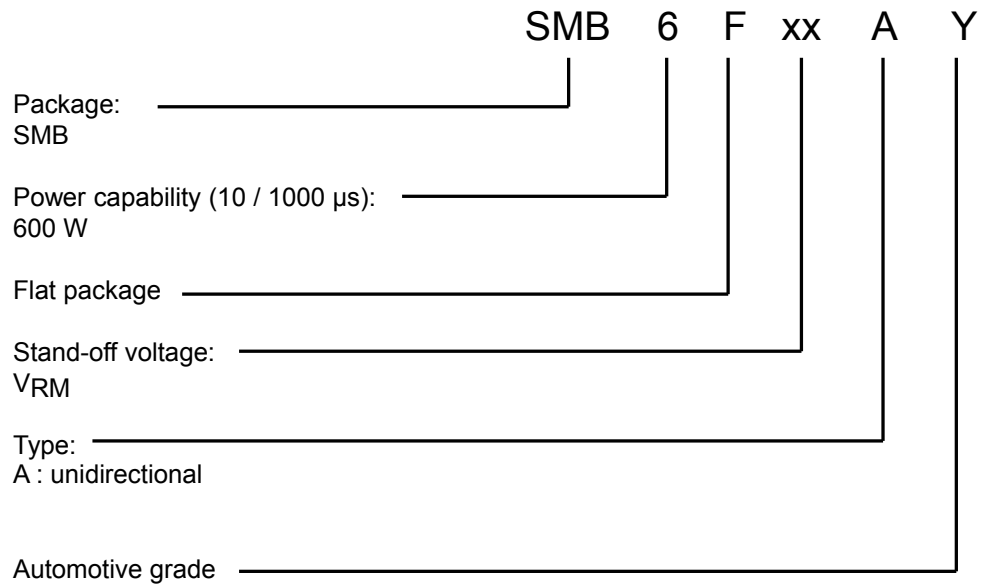 SMB 6 F xx A Y
Package:
SMB
Power capability (10 / 1000 µs):
600 W
Flat package
Stand-off voltage:
VRM
Type:
A : unidirectional
Automotive grade